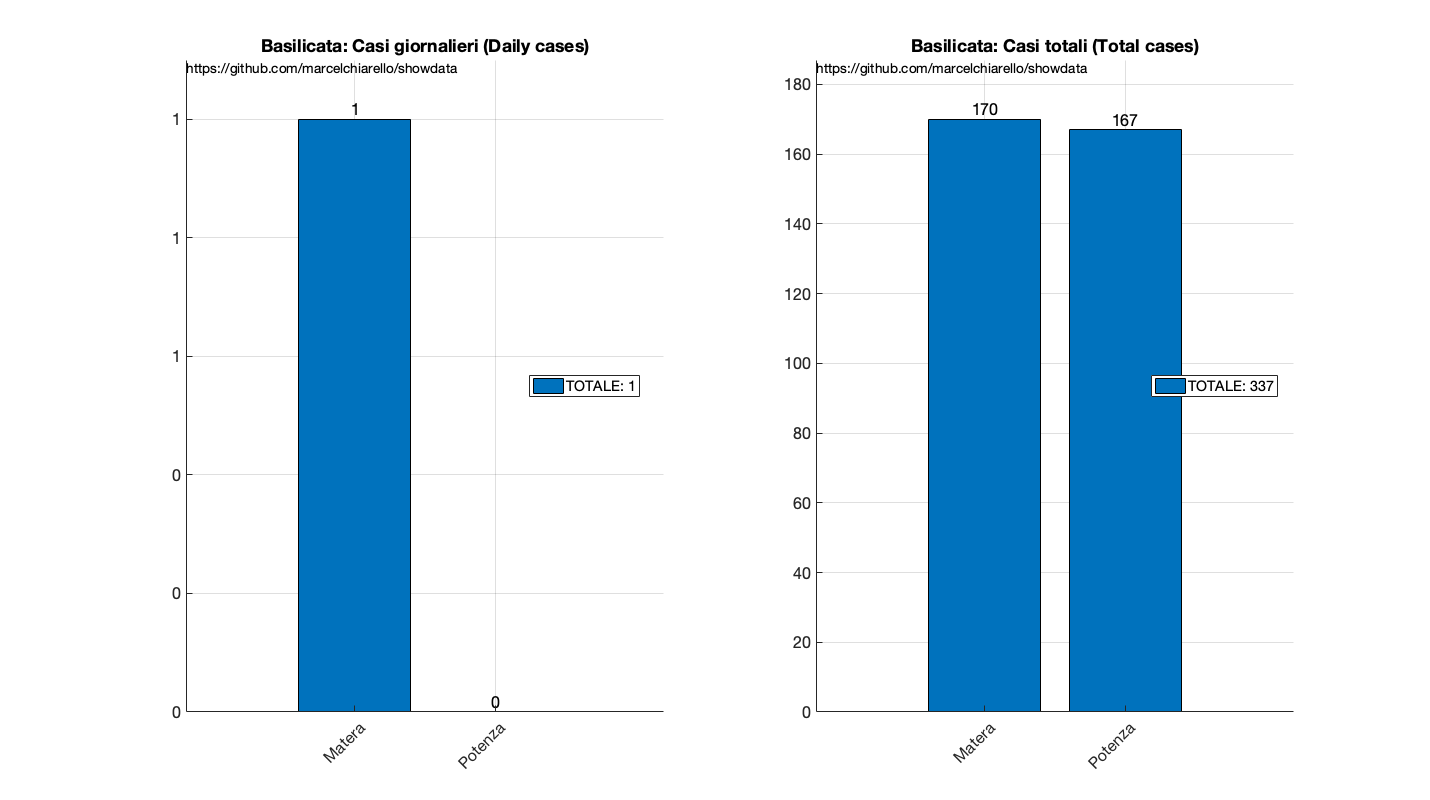 Basilicata: Casi giornalieri (Daily cases)
https://github.com/marcelchiarello/showdata
1
1
1
1
0
0
0
0
TOTALE: 1
Matera
Potenza
Basilicata: Casi totali (Total cases)
https://github.com/marcelchiarello/showdata
180
170
167
160
140
120
100
TOTALE: 337
80
60
40
20
0
Matera
Potenza